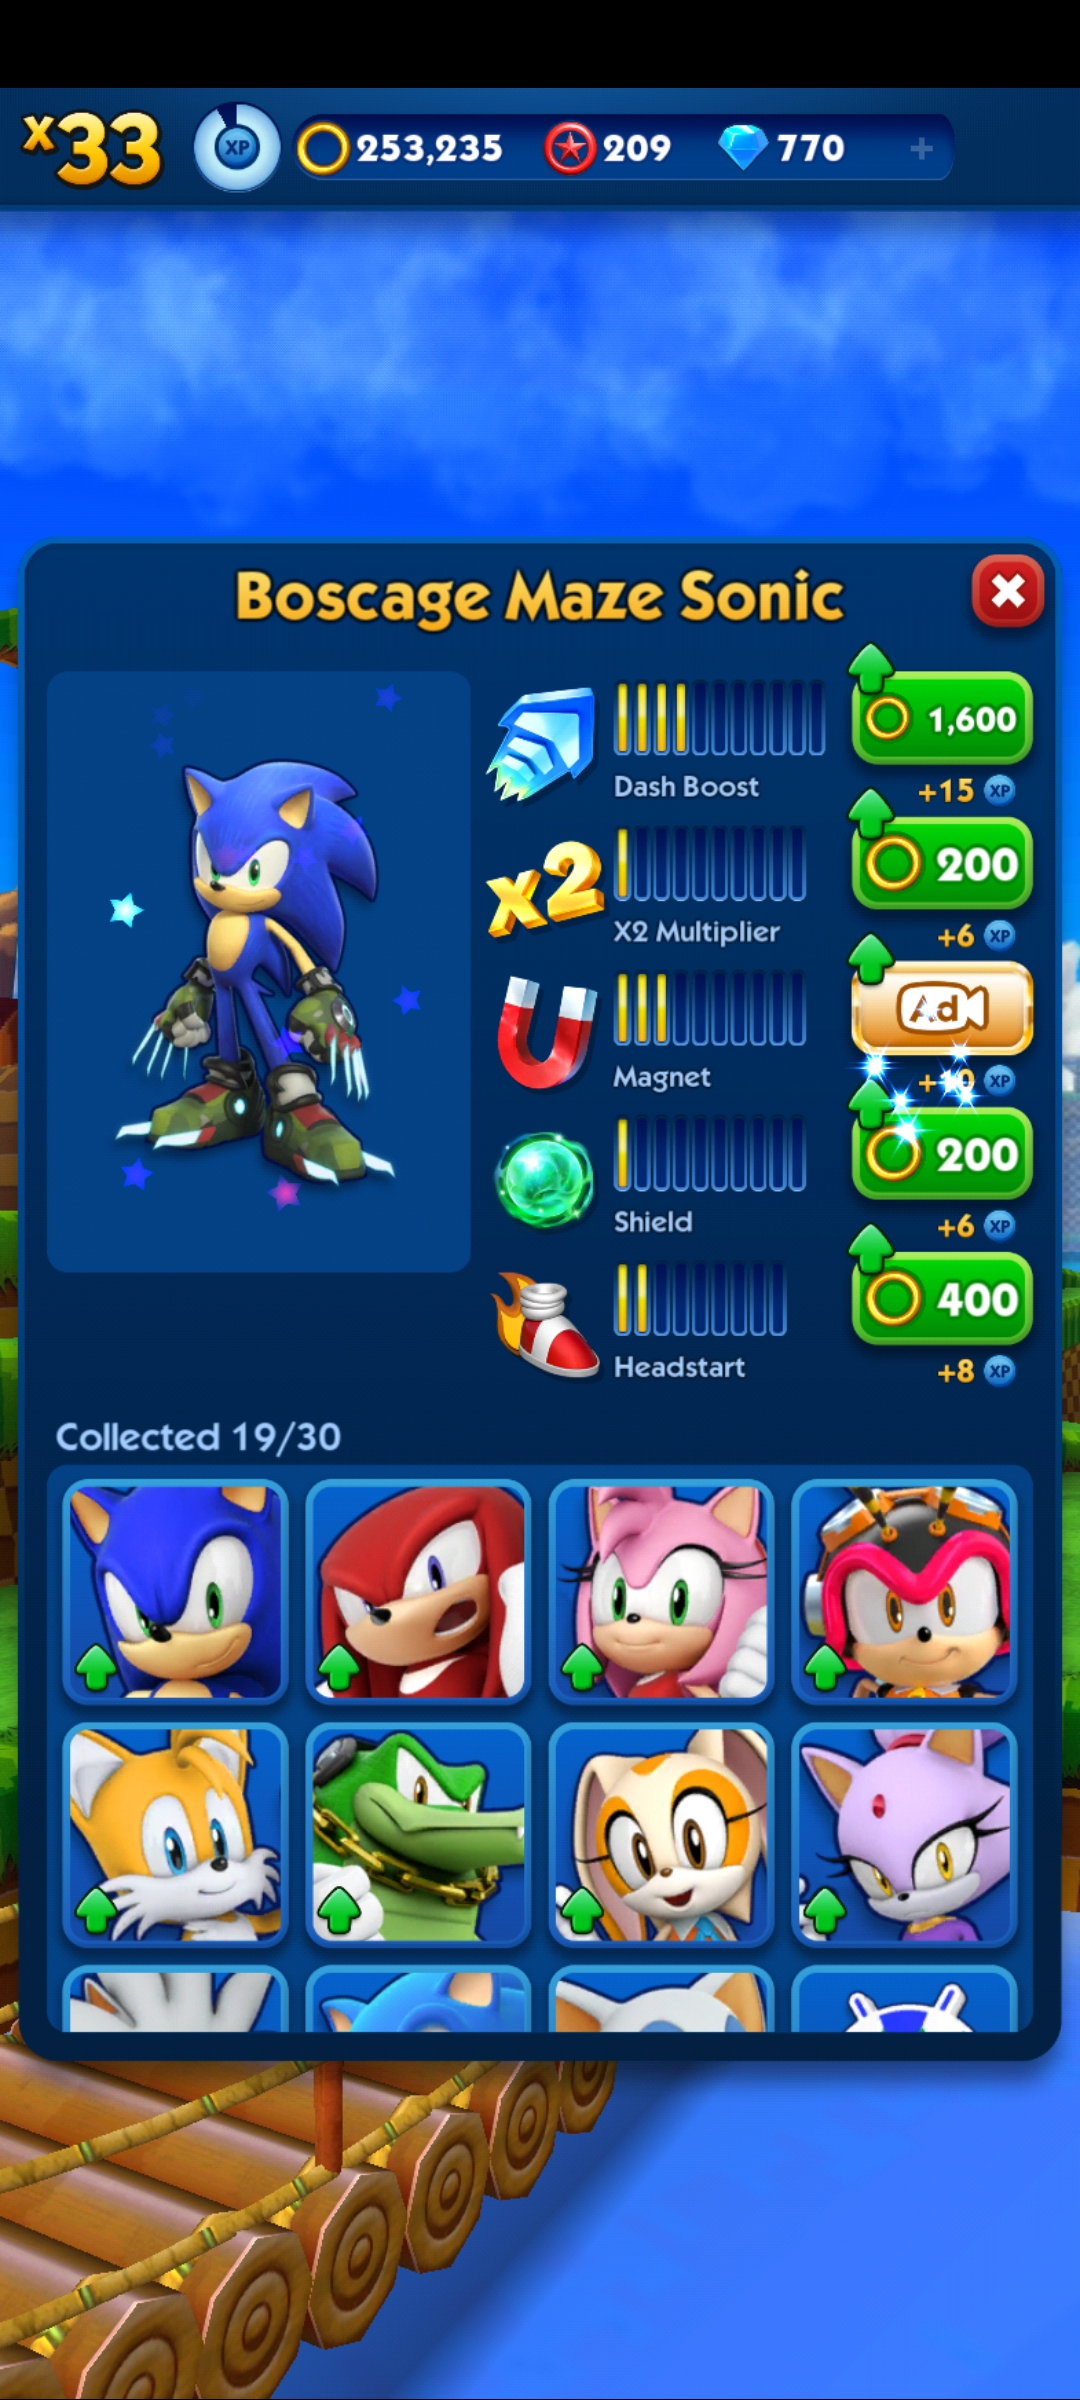 x33 XP 253,235 209 770 +
Boscage Maze Sonic
1,600
Dash Boost
+15 XP
x2
200
X2 Multiplier
+6 XP
Ad
Magnet
+10 XP
200
Shield
+6 XP
400
Headstart
+8 XP
Collected 19/30